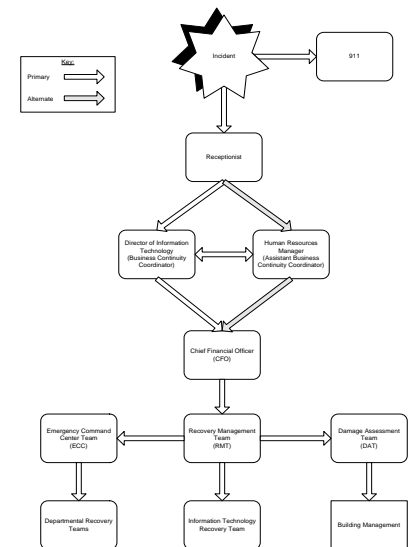 Incident
911
Key:
Primary
Alternate
Receptionist
Director of Information
Technology
(Business Continuity
Coordinator)
Human Resources
Manager
(Assistant Business
Continuity Coordinator)
Chief Financial Officer
(CFO)
Emergency Command
Center Team
(ECC)
Recovery Management
Team
(RMT)
Damage Assessment
Team
(DAT)
Departmental Recovery
Teams
Information Technology
Recovery Team
Building Management